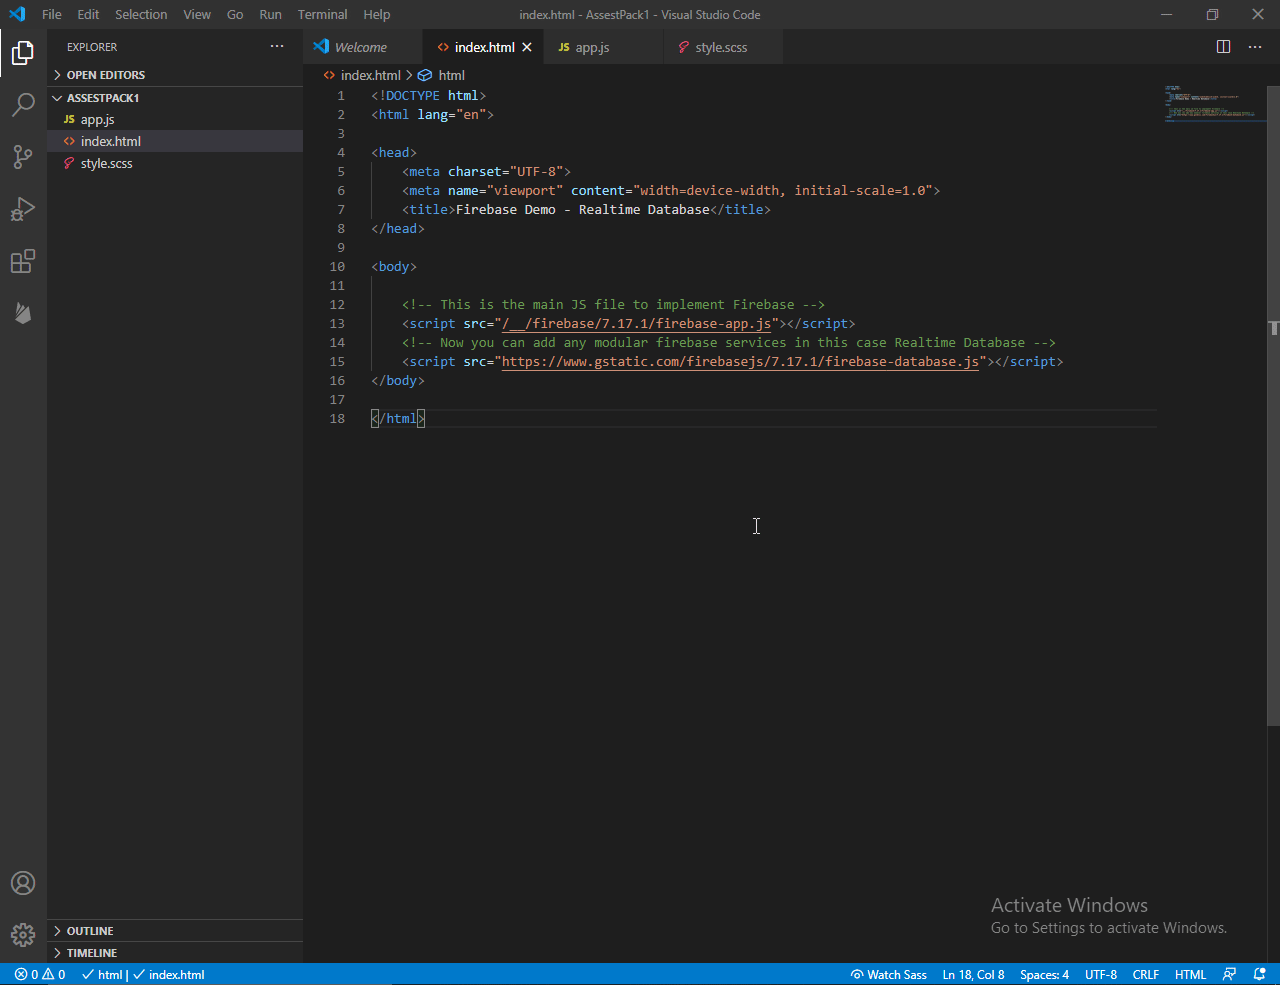 File Edit Selection View Go Run Terminal Help
index.html - AssestPack1 - Visual Studio Code
EXPLORER
OPEN EDITORS
ASSESTPACK1
JS app.js
index.html
style.scss
OUTLINE
TIMELINE
Welcome
index.html
JS app.js
style.scss
index.html > html
1 <!DOCTYPE html>
2 <html lang="en">
3
4 <head>
5 <meta charset="UTF-8">
6 <meta name="viewport" content="width=device-width, initial-scale=1.0">
7 <title>Firebase Demo - Realtime Database</title>
8 </head>
9
10 <body>
11
12 <!-- This is the main JS file to implement Firebase -->
13 <script src="/__/firebase/7.17.1/firebase-app.js"></script>
14 <!-- Now you can add any modular firebase services in this case Realtime Database -->
15 <script src="https://www.gstatic.com/firebasejs/7.17.1/firebase-database.js"></script>
16 </body>
17
18 </html>
Activate Windows
Go to Settings to activate Windows.
0 0 html | index.html
Watch Sass Ln 18, Col 8 Spaces: 4 UTF-8 CRLF HTML